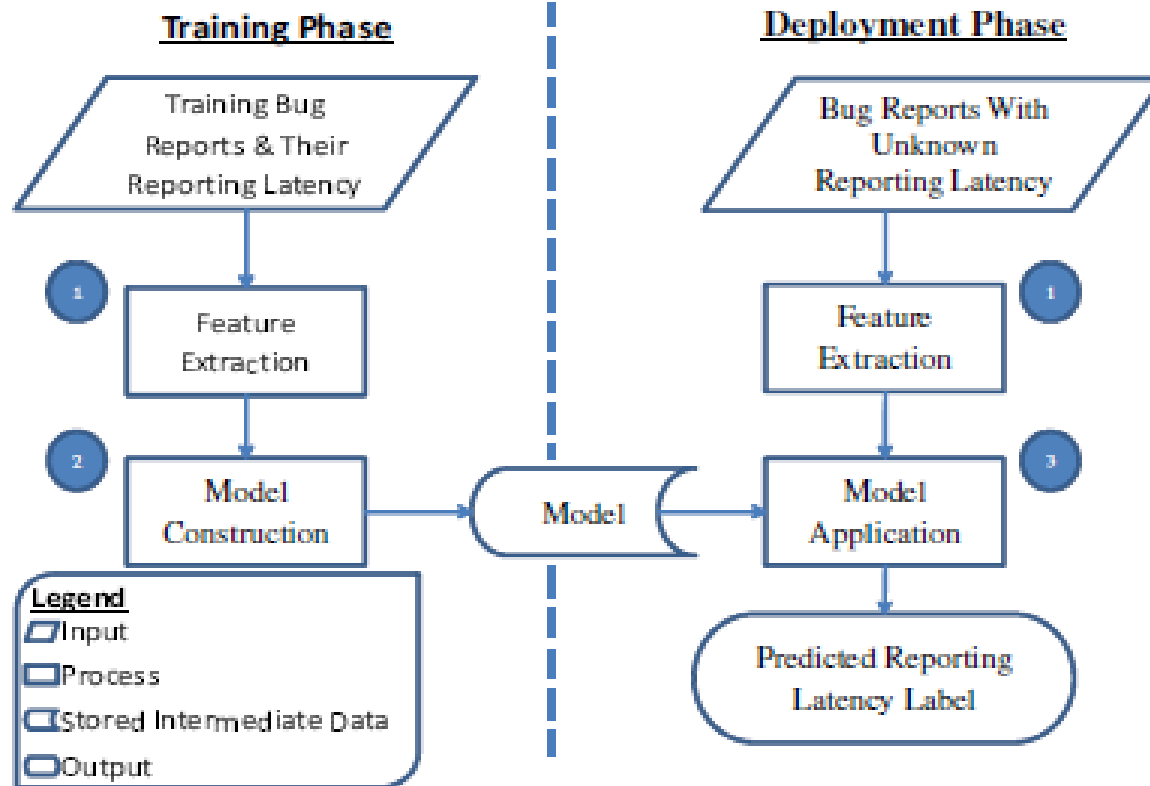 Training Phase
Training Bug
Reports & Their
Reporting Latency
1
Feature
Extraction
2
Model
Construction
Legend
Input
Process
Stored Intermediate Data
Output
Model
Deployment Phase
Bug Reports With
Unknown
Reporting Latency
1
Feature
Extraction
3
Model
Application
Predicted Reporting
Latency Label